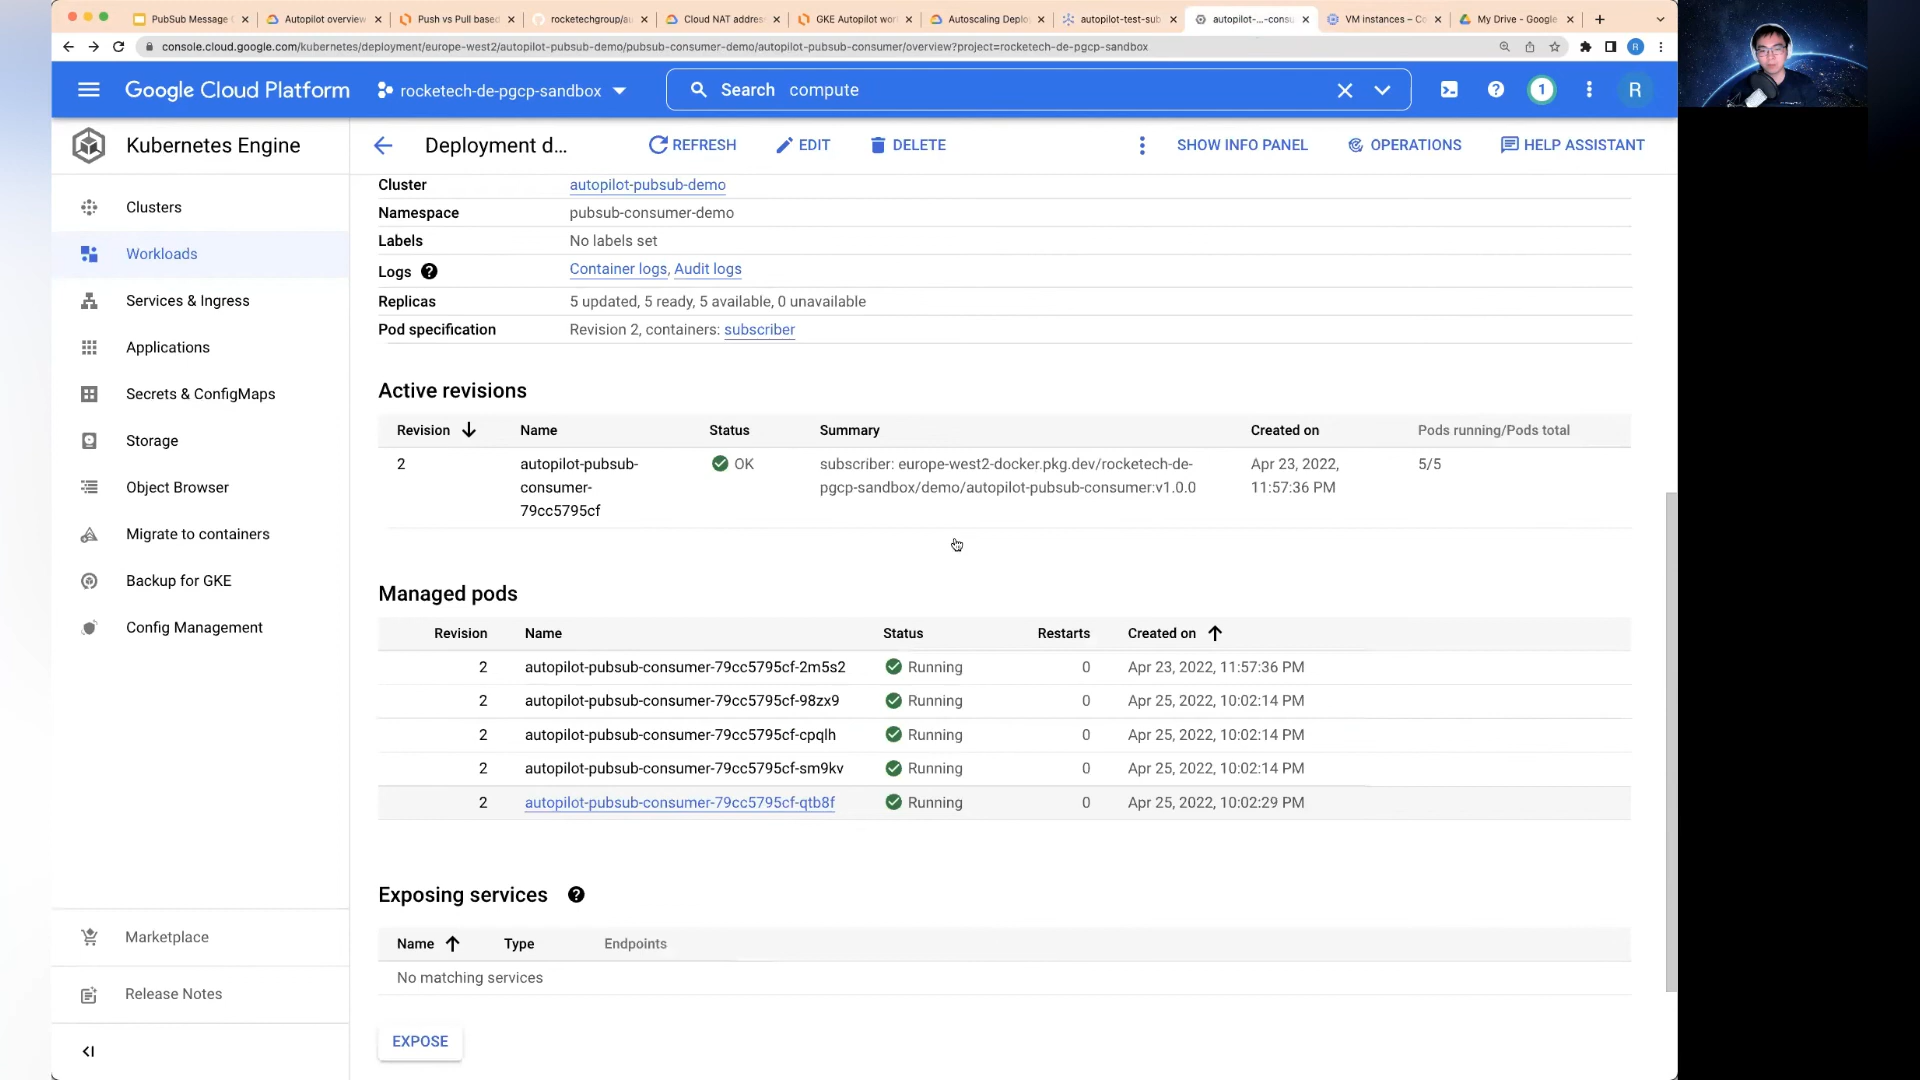 PubSub Message
Autopilot overview
Push vs Pull based
rocketechgroup/au
Cloud NAT addres
GKE Autopilot wor
Autoscaling Deplo
autopilot-test-sub
autopilot-...-consu
VM instances – Co
My Drive - Google
console.cloud.google.com/kubernetes/deployment/europe-west2/autopilot-pubsub-demo/pubsub-consumer-demo/autopilot-pubsub-consumer/overview?project=rocketech-de-pgcp-sandbox
R
Google Cloud Platform
rocketech-de-pgcp-sandbox
Search compute
1
R
Kubernetes Engine
Clusters
Workloads
Services & Ingress
Applications
Secrets & ConfigMaps
Storage
Object Browser
Migrate to containers
Backup for GKE
Config Management
Marketplace
Release Notes
Deployment d...
REFRESH
EDIT
DELETE
SHOW INFO PANEL
OPERATIONS
HELP ASSISTANT
Cluster autopilot-pubsub-demo
Namespace pubsub-consumer-demo
Labels No labels set
Logs Container logs, Audit logs
Replicas 5 updated, 5 ready, 5 available, 0 unavailable
Pod specification Revision 2, containers: subscriber
Active revisions
Revision Name Status Summary Created on Pods running/Pods total
2 autopilot-pubsub- OK subscriber: europe-west2-docker.pkg.dev/rocketech-de- Apr 23, 2022, 5/5
consumer- pgcp-sandbox/demo/autopilot-pubsub-consumer:v1.0.0 11:57:36 PM
79cc5795cf
Managed pods
Revision Name Status Restarts Created on
2 autopilot-pubsub-consumer-79cc5795cf-2m5s2 Running 0 Apr 23, 2022, 11:57:36 PM
2 autopilot-pubsub-consumer-79cc5795cf-98zx9 Running 0 Apr 25, 2022, 10:02:14 PM
2 autopilot-pubsub-consumer-79cc5795cf-cpqlh Running 0 Apr 25, 2022, 10:02:14 PM
2 autopilot-pubsub-consumer-79cc5795cf-sm9kv Running 0 Apr 25, 2022, 10:02:14 PM
2 autopilot-pubsub-consumer-79cc5795cf-qtb8f Running 0 Apr 25, 2022, 10:02:29 PM
Exposing services
Name Type Endpoints
No matching services
EXPOSE